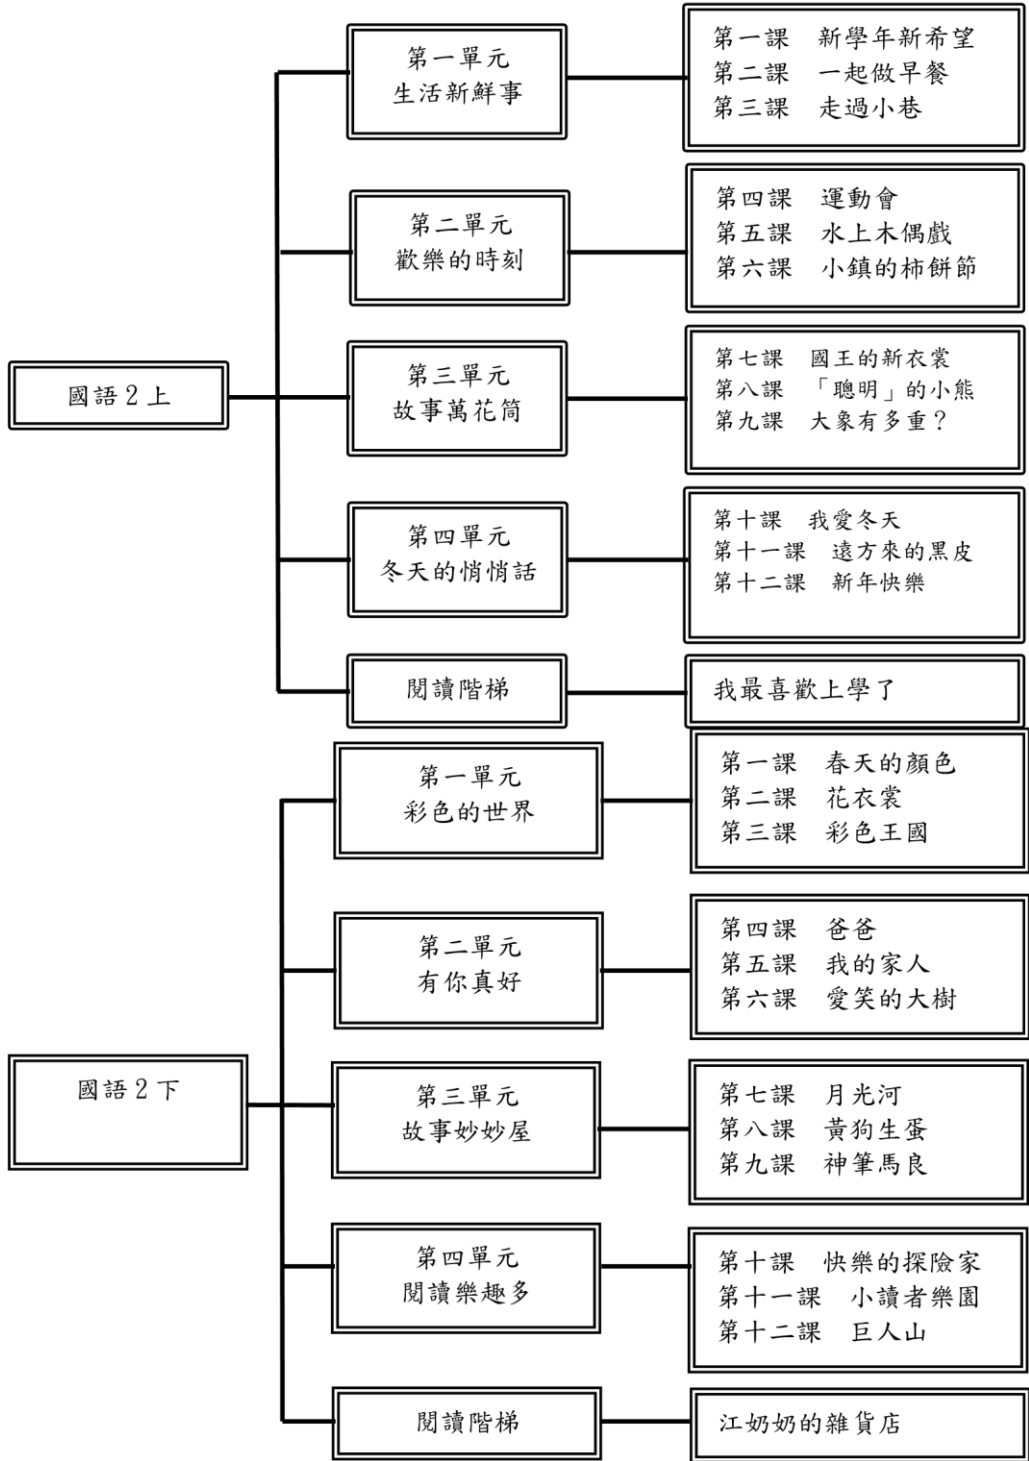 國語2上
第一單元
生活新鮮事
第一課　新學年新希望
第二課　一起做早餐
第三課　走過小巷
第二單元
歡樂的時刻
第四課　運動會
第五課　水上木偶戲
第六課　小鎮的柿餅節
第三單元
故事萬花筒
第七課　國王的新衣裳
第八課　「聰明」的小熊
第九課　大象有多重？
第四單元
冬天的悄悄話
第十課　我愛冬天
第十一課　遠方來的黑皮
第十二課　新年快樂
閱讀階梯
我最喜歡上學了
國語2下
第一單元
彩色的世界
第一課　春天的顏色
第二課　花衣裳
第三課　彩色王國
第二單元
有你真好
第四課　爸爸
第五課　我的家人
第六課　愛笑的大樹
第三單元
故事妙妙屋
第七課　月光河
第八課　黃狗生蛋
第九課　神筆馬良
第四單元
閱讀樂趣多
第十課　快樂的探險家
第十一課　小讀者樂園
第十二課　巨人山
閱讀階梯
江奶奶的雜貨店